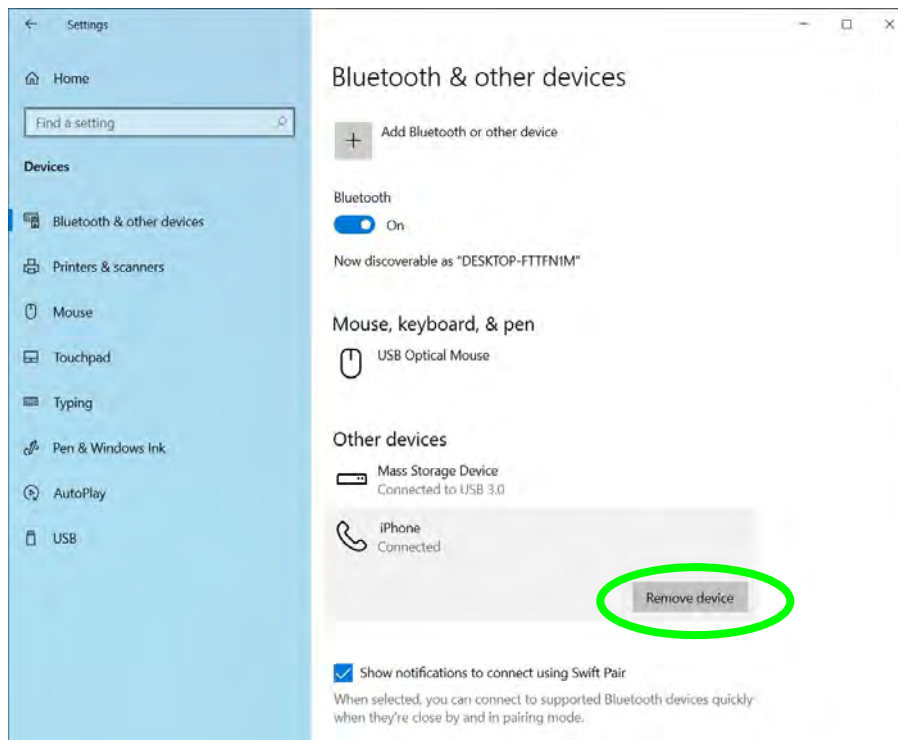 Settings
Home
Find a setting
Devices
Bluetooth & other devices
Printers & scanners
Mouse
Touchpad
Typing
Pen & Windows Ink
AutoPlay
USB
Bluetooth & other devices
Add Bluetooth or other device
Bluetooth
On
Now discoverable as "DESKTOP-FTTFN1M"
Mouse, keyboard, & pen
USB Optical Mouse
Other devices
Mass Storage Device
Connected to USB 3.0
iPhone
Connected
Remove device
Show notifications to connect using Swift Pair
When selected, you can connect to supported Bluetooth devices quickly
when they're close by and in pairing mode.